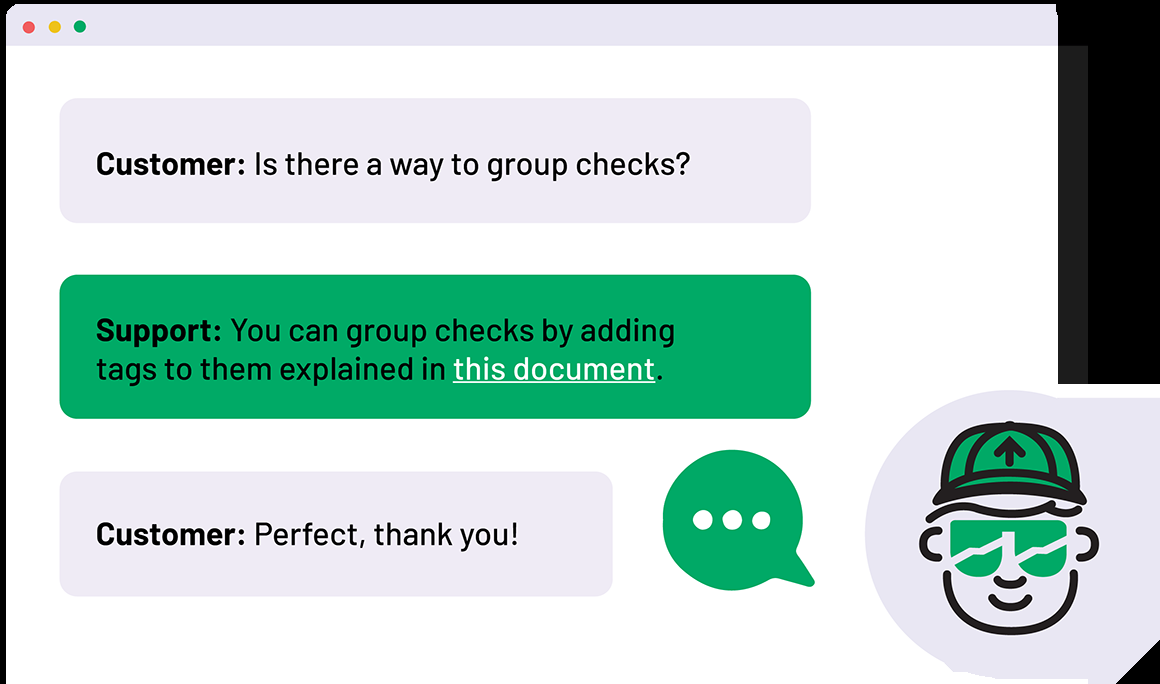 Customer: Is there a way to group checks?
Support: You can group checks by adding
tags to them explained in this document.
Customer: Perfect, thank you!